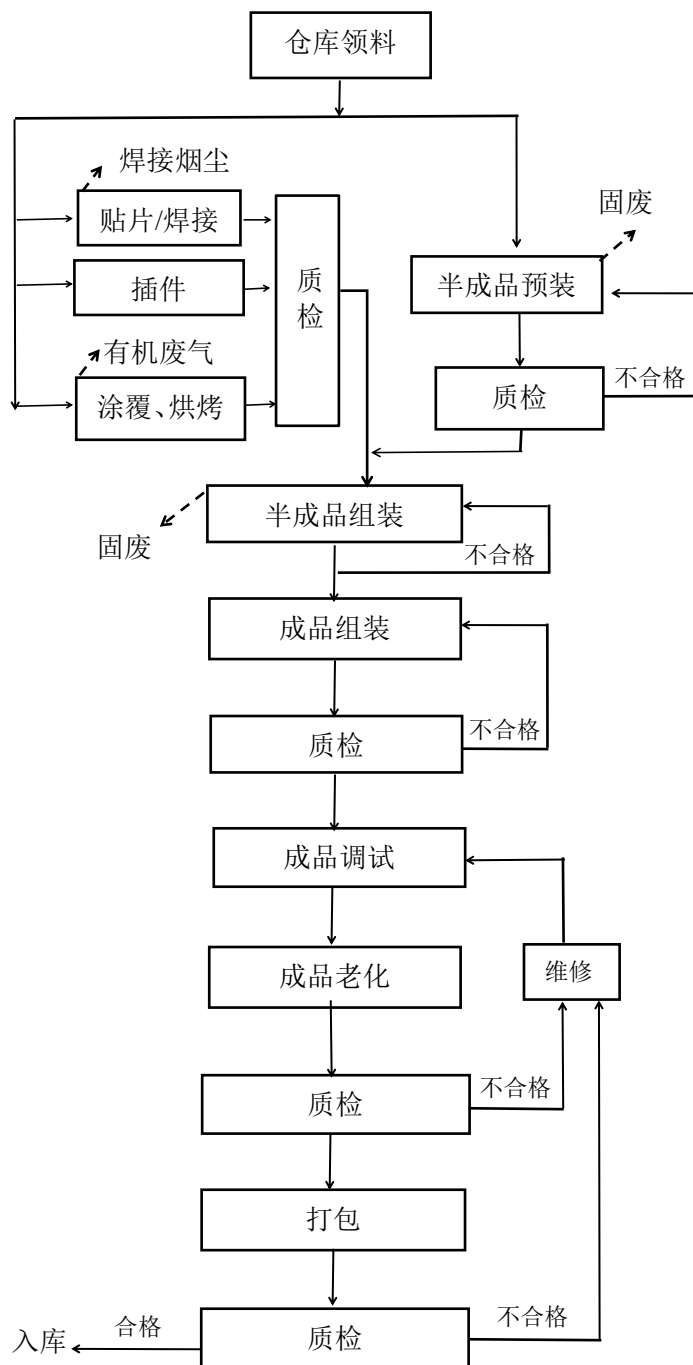 仓库领料
焊接烟尘
贴片/焊接
固废
插件
质检
半成品预装
有机废气
涂覆、烘烤
质检
不合格
半成品组装
固废
不合格
成品组装
质检
不合格
成品调试
成品老化
维修
质检
不合格
打包
不合格
入库
合格
质检